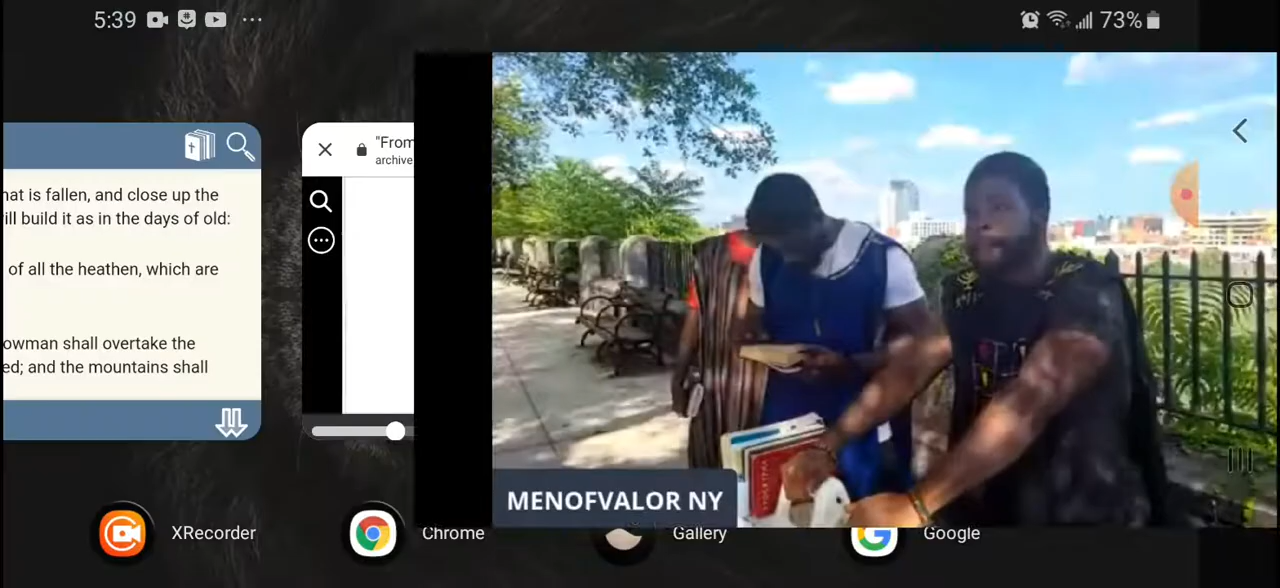 5:39
73%
"From
archive
hat is fallen, and close up the
ill build it as in the days of old:
of all the heathen, which are
owman shall overtake the
ed; and the mountains shall
MENOFVALOR NY
XRecorder
Chrome
Gallery
Google